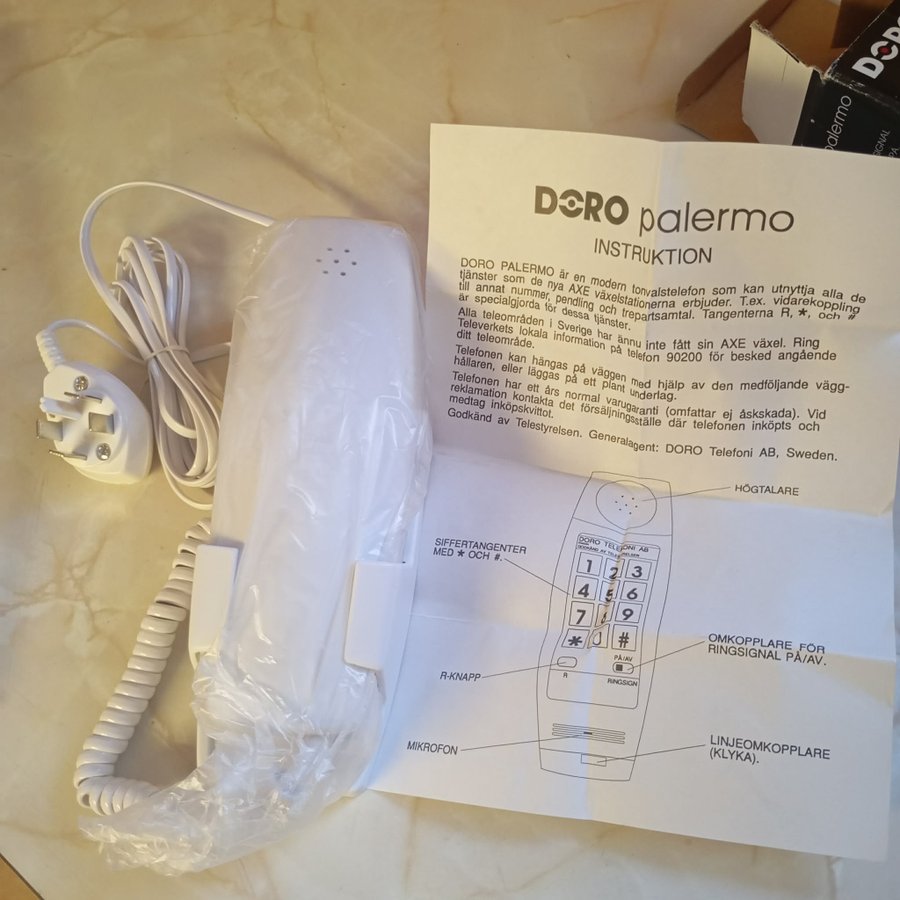 DORO
palermo
SIGNAL
DORO palermo
INSTRUKTION
DORO PALERMO är en modern tonvalstelefon som kan utnyttja alla de
tjänster som de nya AXE växelstationerna erbjuder. T.ex. vidarekoppling
till annat nummer, pendling och trepartsamtal. Tangenterna R, *, och #
är specialgjorda för dessa tjänster.
Alla teleområden i Sverige har ännu inte fått sin AXE växel. Ring
Televerkets lokala information på telefon 90200 för besked angående
ditt teleområde.
Telefonen kan hängas på väggen med hjälp av den medföljande vägg-
hållaren, eller läggas på ett plant underlag.
Telefonen har ett års normal varugaranti (omfattar ej åskskada). Vid
reklamation kontakta det försäljningsställe där telefonen inköpts och
medtag inköpskvittot.
Godkänd av Telestyrelsen. Generalagent: DORO Telefoni AB, Sweden.
HÖGTALARE
SIFFERTANGENTER
MED * OCH #.
DORO TELEFONI AB
1 2 3
4 5 6
7 8 9
* 0 #
PÅ/AV
R RINGSIGN
OMKOPPLARE FÖR
RINGSIGNAL PÅ/AV.
R-KNAPP
MIKROFON
LINJEOMKOPPLARE
(KLYKA).